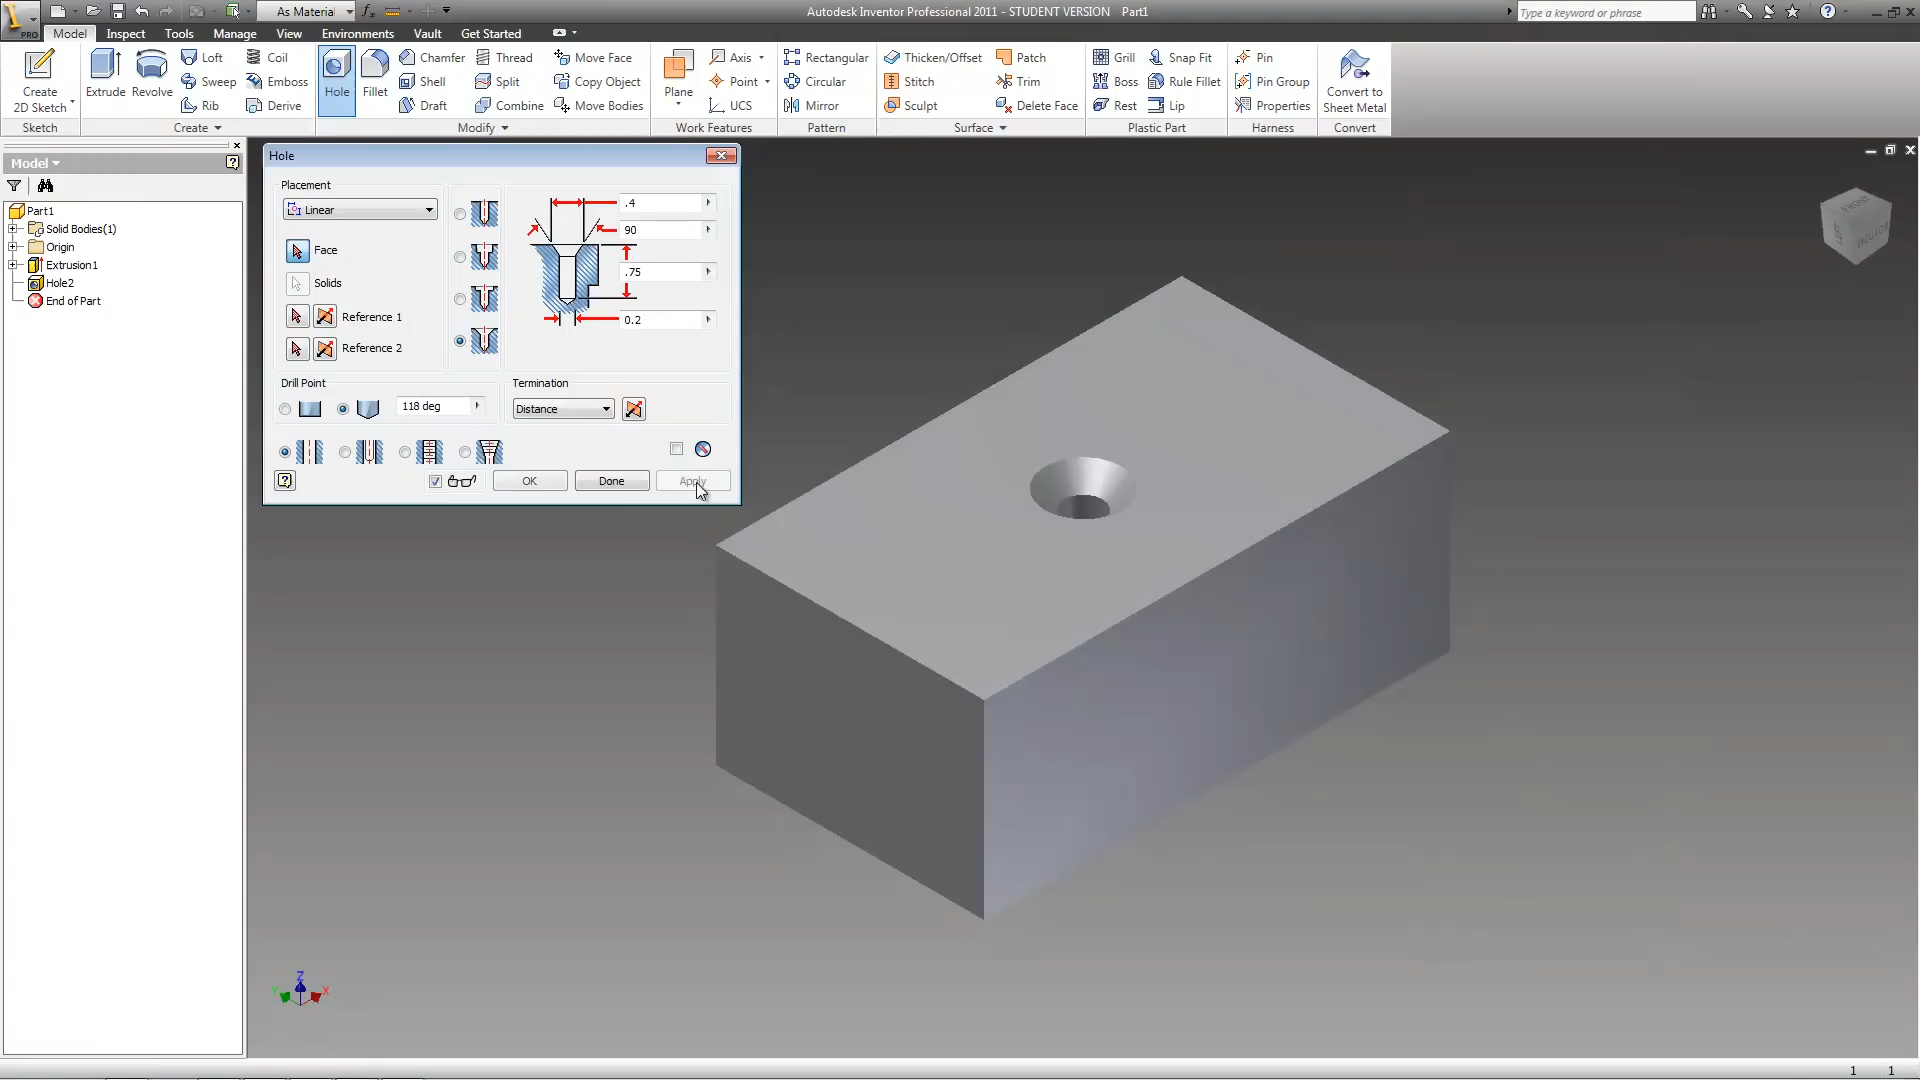 As Material
Autodesk Inventor Professional 2011 - STUDENT VERSION Part1
Type a keyword or phrase
PRO
Model Inspect Tools Manage View Environments Vault Get Started
Create
2D Sketch
Extrude
Revolve
Loft
Coil
Sweep
Emboss
Rib
Derive
Hole
Fillet
Chamfer
Thread
Move Face
Shell
Split
Copy Object
Draft
Combine
Move Bodies
Plane
Axis
Point
UCS
Rectangular
Circular
Mirror
Thicken/Offset
Patch
Stitch
Trim
Sculpt
Delete Face
Grill
Snap Fit
Boss
Rule Fillet
Rest
Lip
Pin
Pin Group
Properties
Convert to
Sheet Metal
Sketch
Create
Modify
Work Features
Pattern
Surface
Plastic Part
Harness
Convert
Model
Part1
Solid Bodies(1)
Origin
Extrusion1
Hole2
End of Part
Hole
Placement
Linear
Face
Solids
Reference 1
Reference 2
.4
90
.75
0.2
Drill Point
118 deg
Termination
Distance
OK
Done
Apply
FRONT
BOTTOM
Z
Y
X
1 1